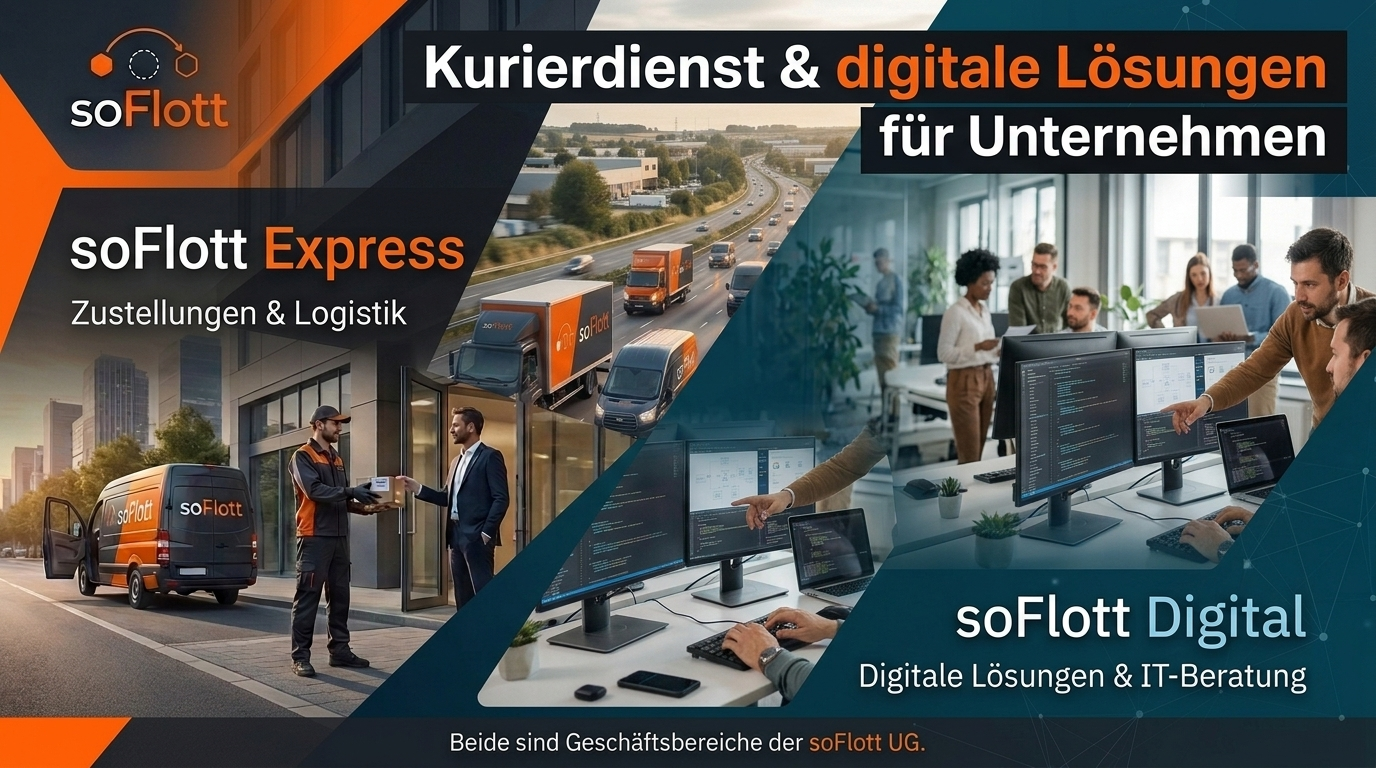 soFlott
Kurierdienst & digitale Lösungen
für Unternehmen
soFlott Express
Zustellungen & Logistik
soFlott
soFlott
soFlott
soFlott
soFlott Digital
Digitale Lösungen & IT-Beratung
Beide sind Geschäftsbereiche der soFlott UG.